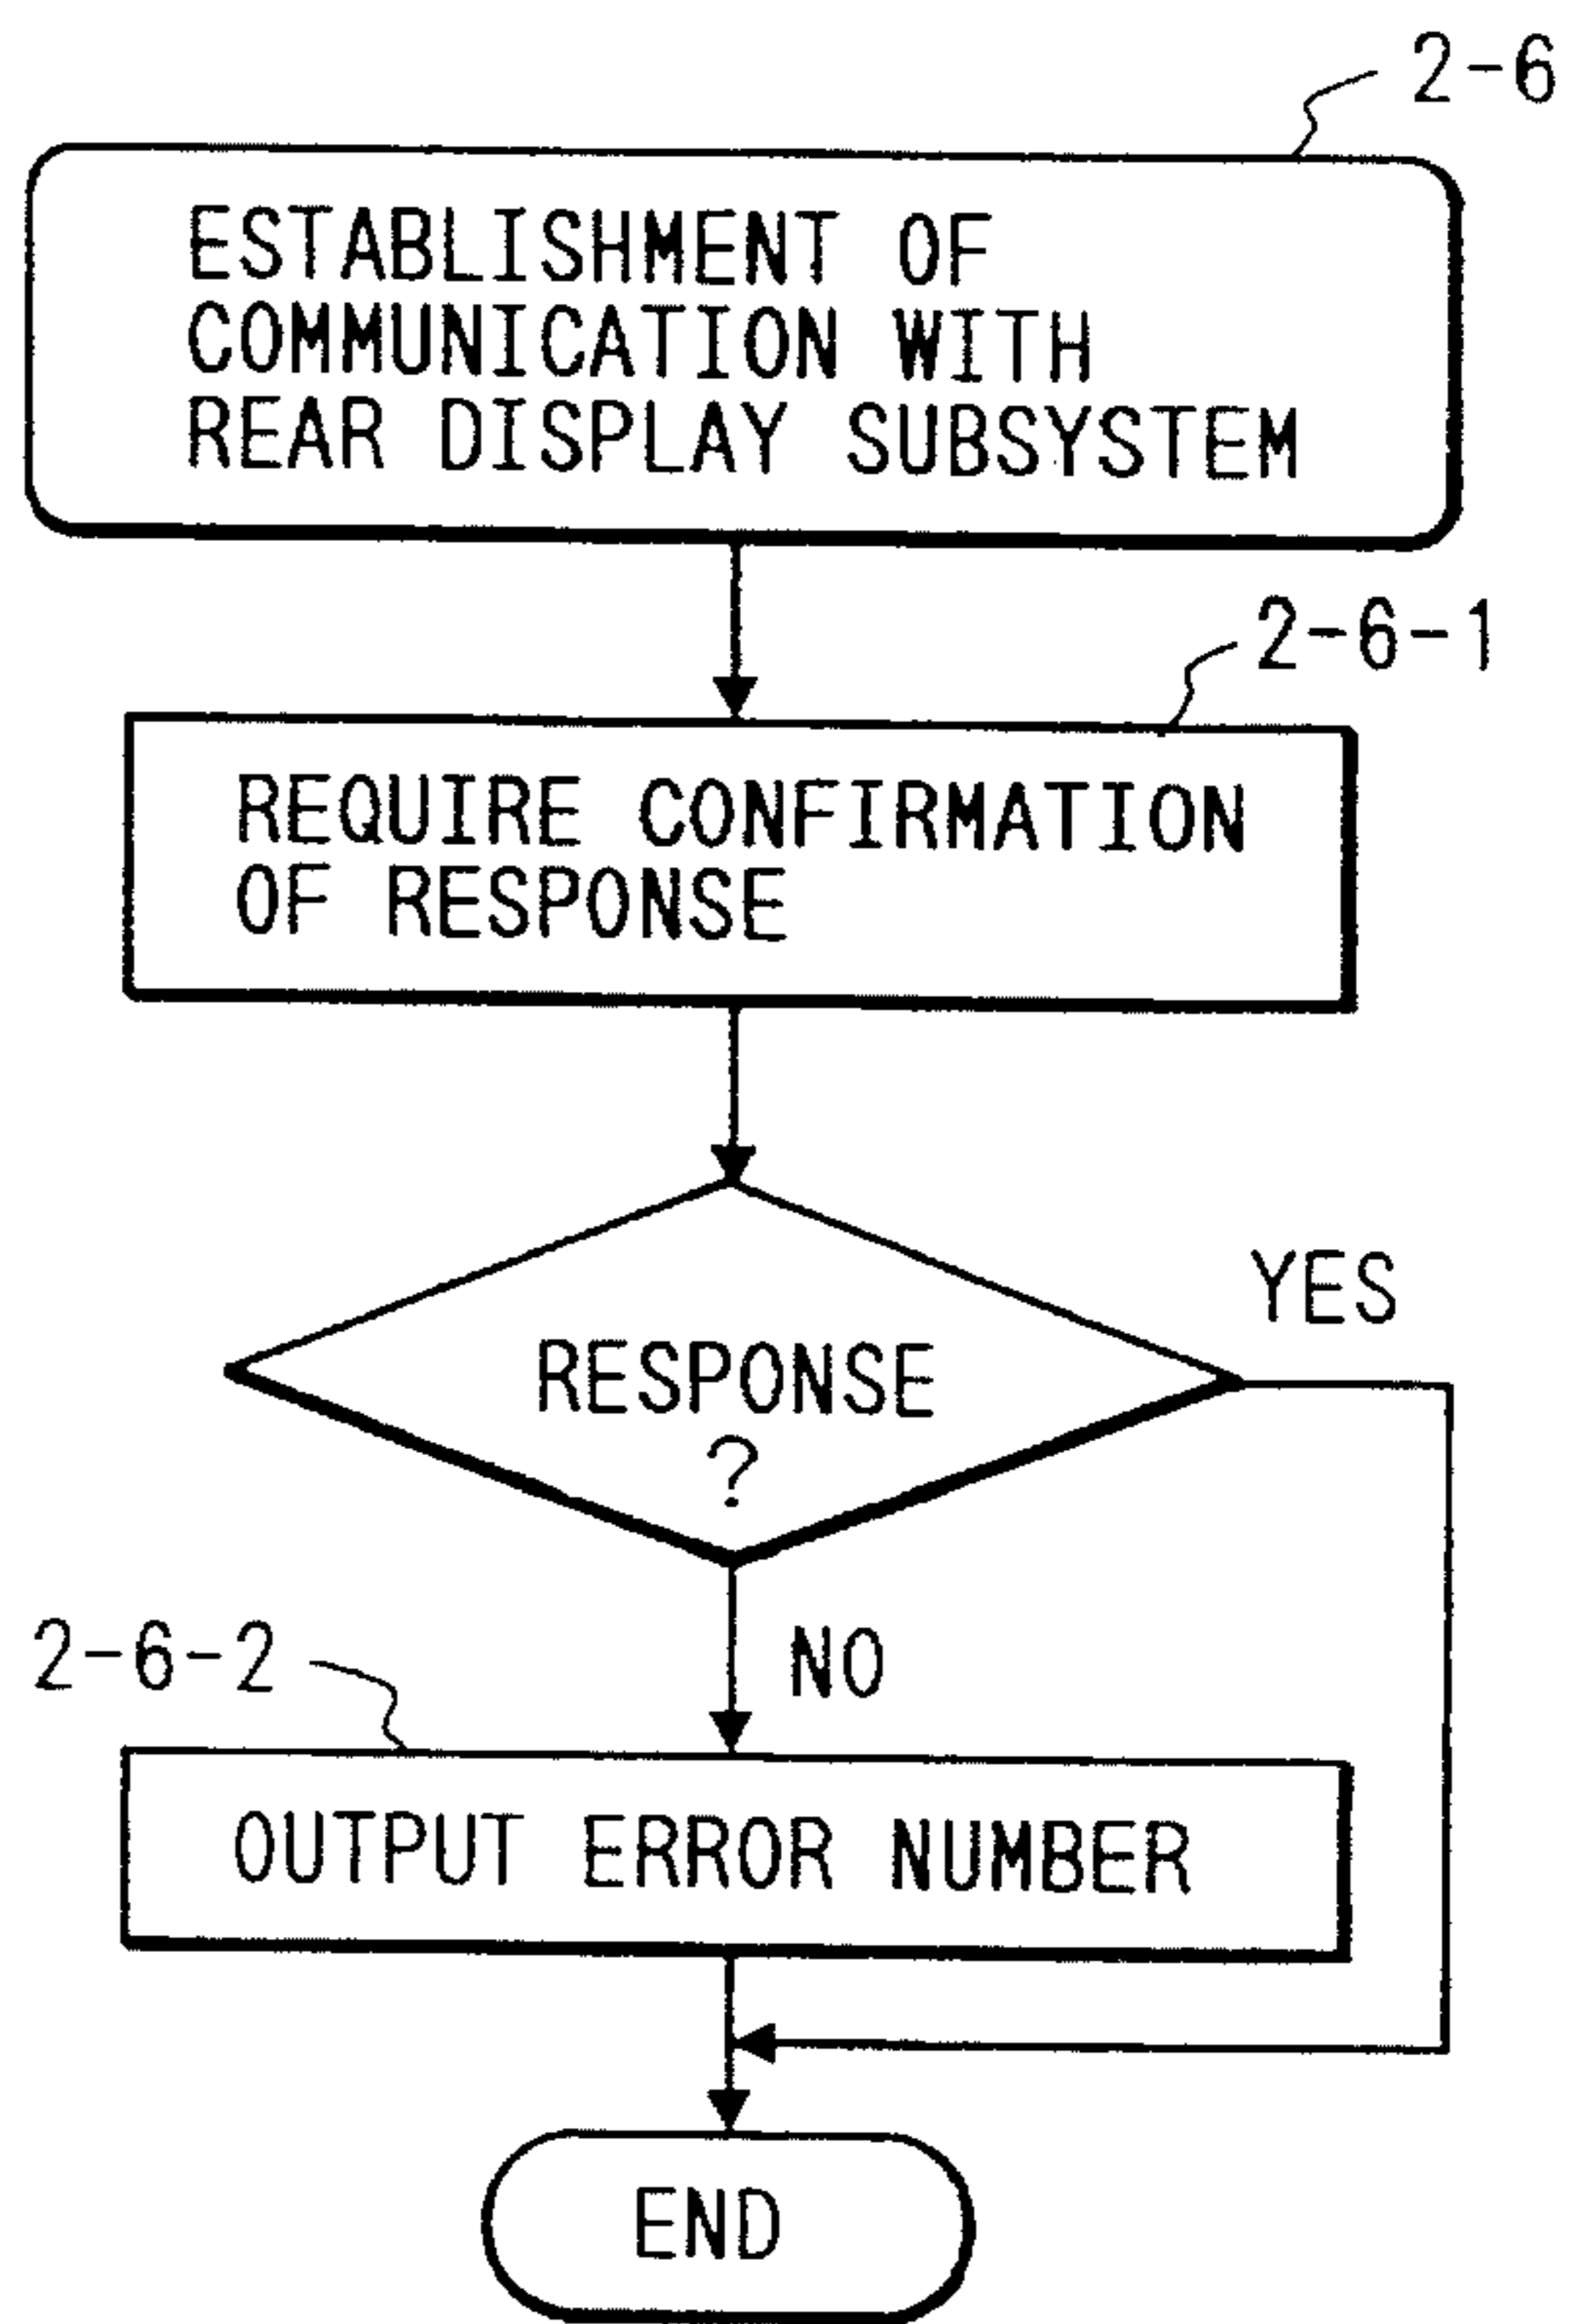 2-6
ESTABLISHMENT OF
COMMUNICATION WITH
REAR DISPLAY SUBSYSTEM
2-6-1
REQUIRE CONFIRMATION
OF RESPONSE
YES
RESPONSE
?
2-6-2
NO
OUTPUT ERROR NUMBER
END